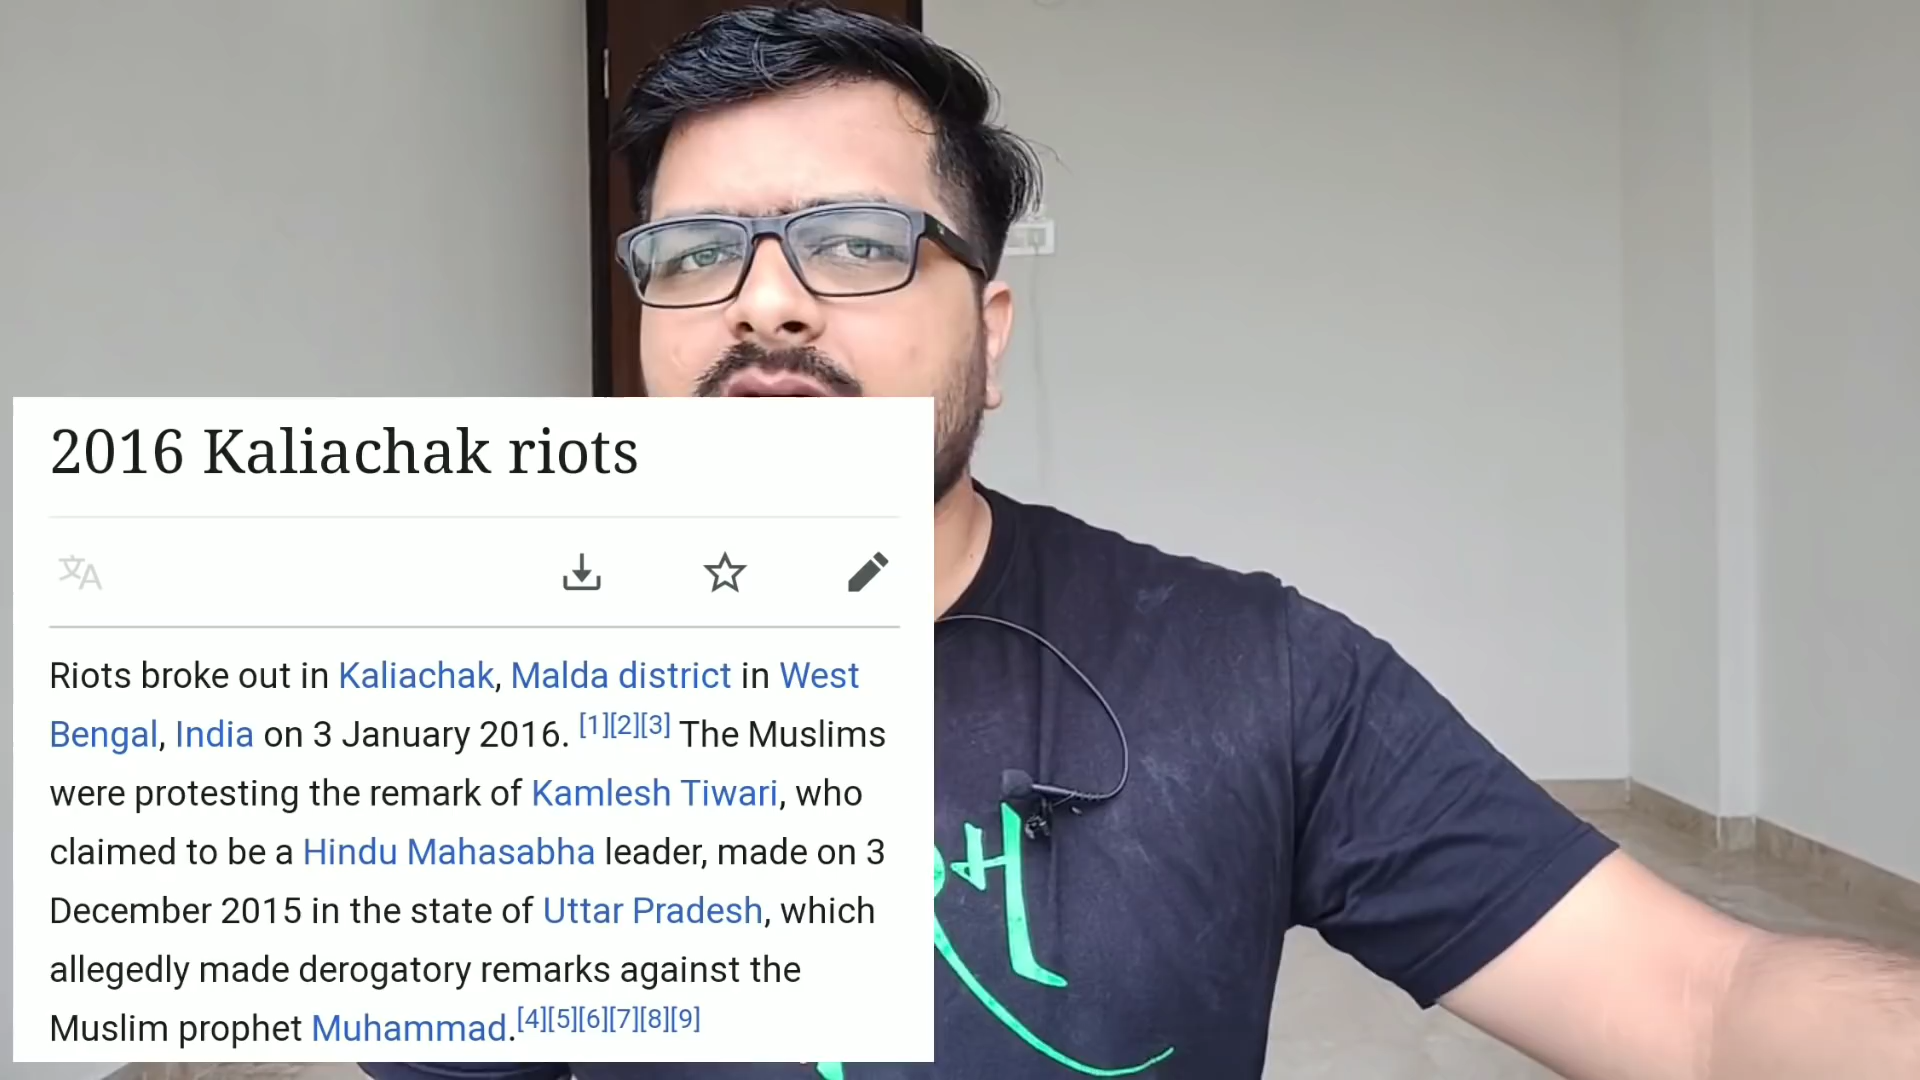 2016 Kaliachak riots
Riots broke out in Kaliachak, Malda district in West
Bengal, India on 3 January 2016. [1][2][3] The Muslims
were protesting the remark of Kamlesh Tiwari, who
claimed to be a Hindu Mahasabha leader, made on 3
December 2015 in the state of Uttar Pradesh, which
allegedly made derogatory remarks against the
Muslim prophet Muhammad.[4][5][6][7][8][9]